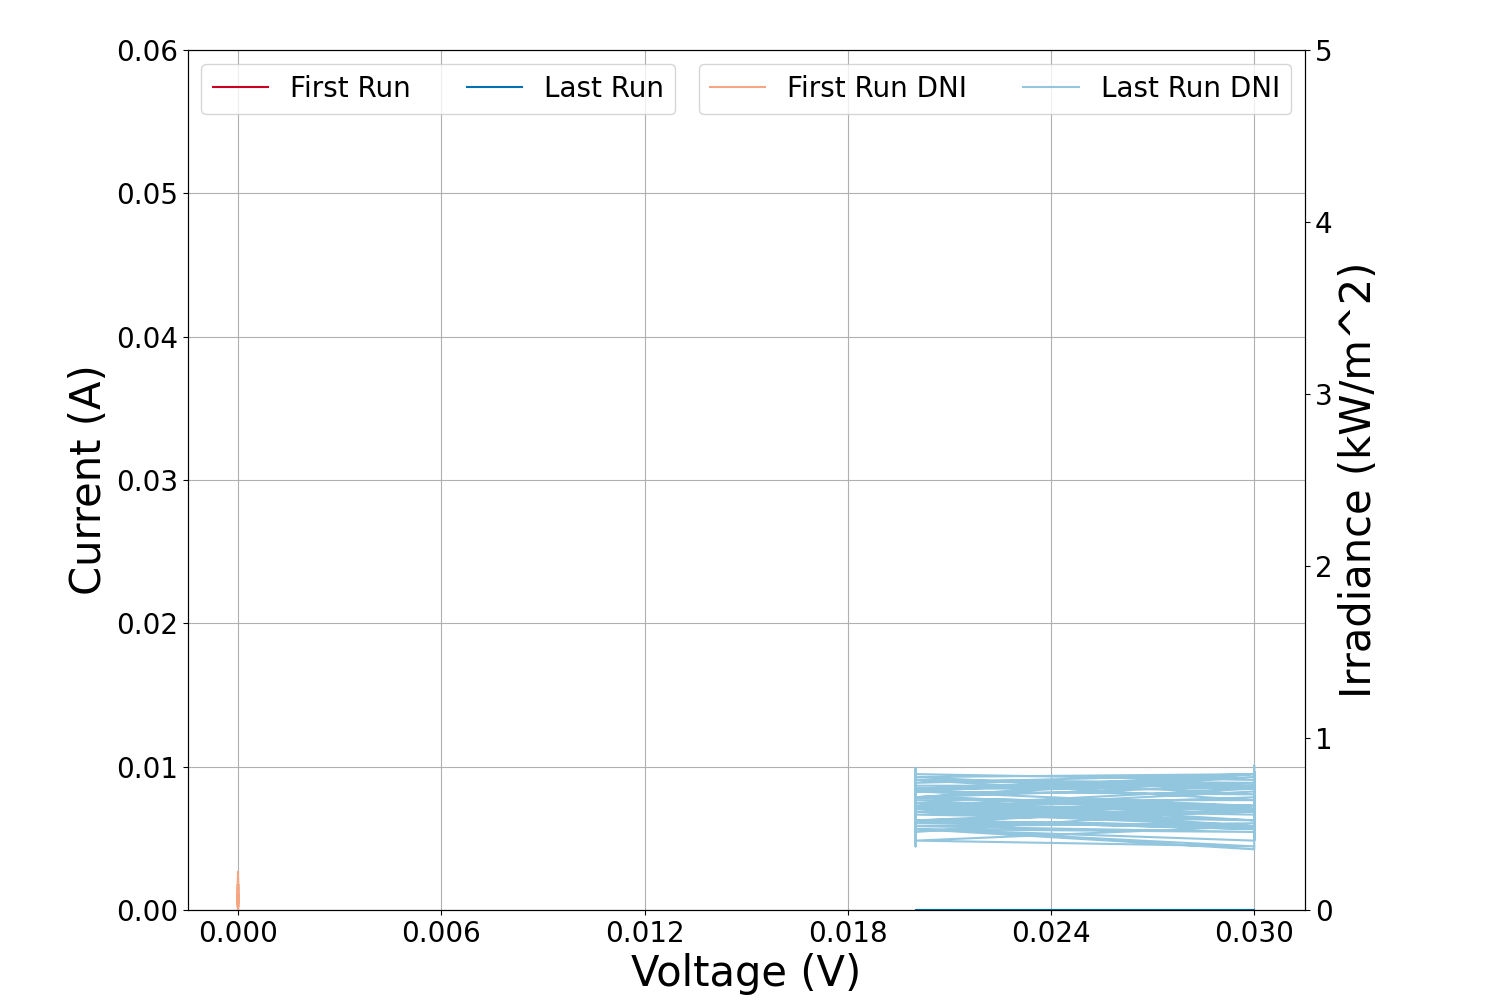 First Run
Last Run
First Run DNI
Last Run DNI
0.06
0.05
0.04
0.03
0.02
0.01
0.00
Current (A)
5
4
3
2
1
0
Irradiance (kW/m^2)
0.000
0.006
0.012
0.018
0.024
0.030
Voltage (V)